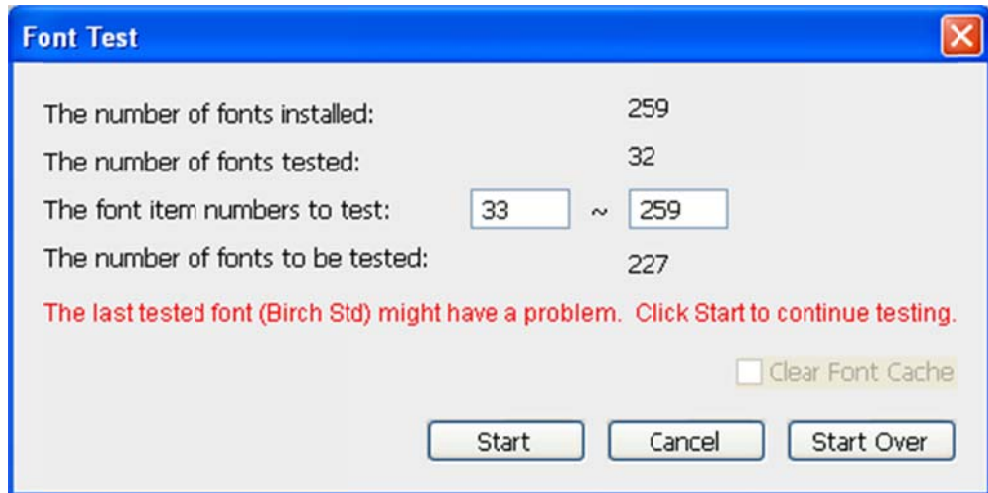 Font Test
The number of fonts installed: 259
The number of fonts tested: 32
The font item numbers to test: 33 ~ 259
The number of fonts to be tested: 227
The last tested font (Birch Std) might have a problem. Click Start to continue testing.
Clear Font Cache
Start Cancel Start Over